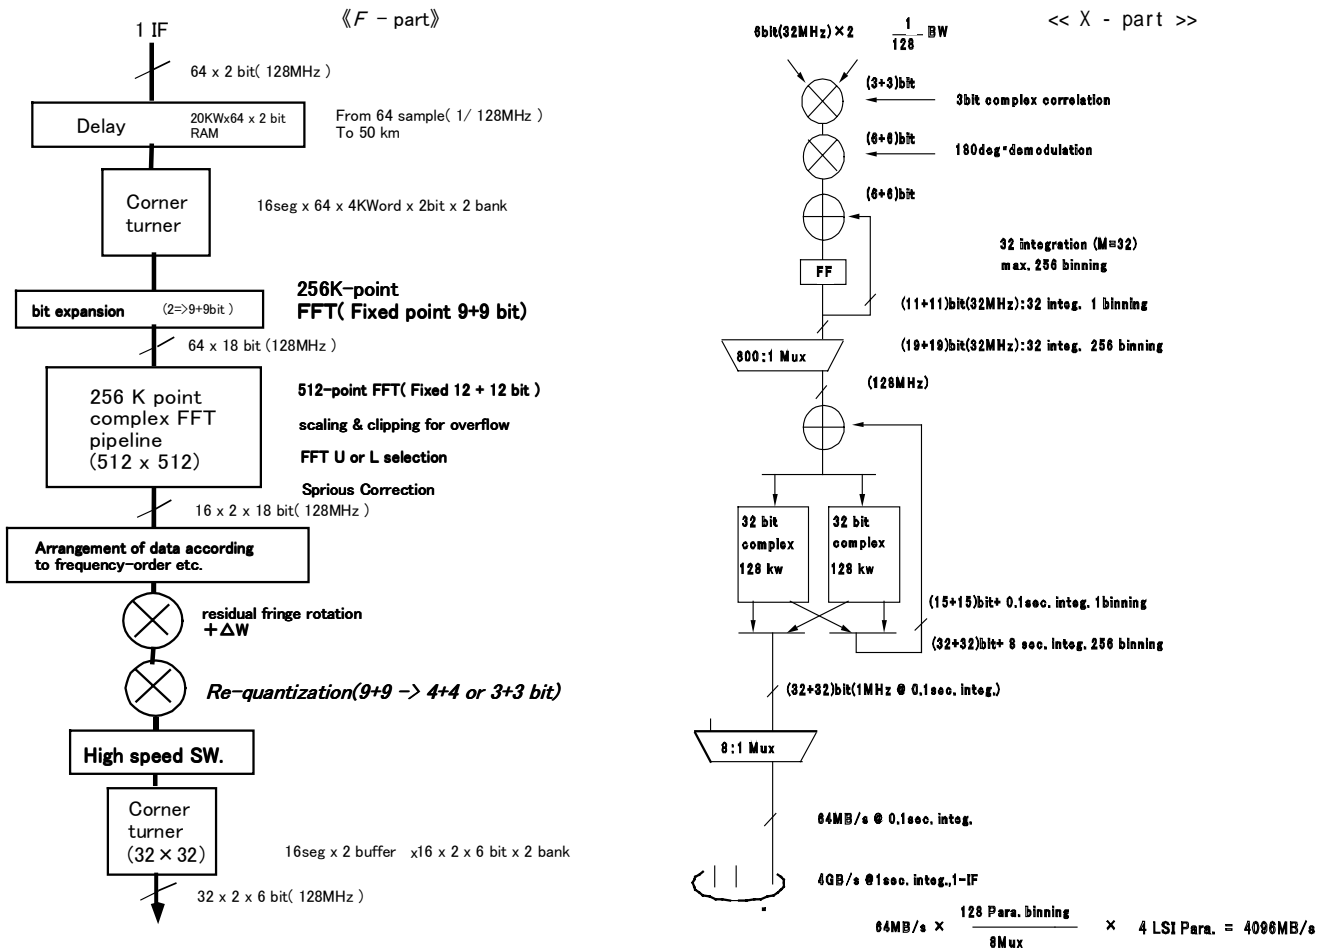 《F - part》
1 IF
64 x 2 bit( 128MHz )
Delay
20KWx64 x 2 bit
RAM
From 64 sample( 1/ 128MHz )
To 50 km
Corner
turner
16seg x 64 x 4KWord x 2bit x 2 bank
bit expansion
(2=>9+9bit )
256K-point
FFT( Fixed point 9+9 bit)
64 x 18 bit (128MHz )
256 K point
complex FFT
pipeline
(512 x 512)
512-point FFT( Fixed 12 + 12 bit )
scaling & clipping for overflow
FFT U or L selection
Sprious Correction
16 x 2 x 18 bit( 128MHz )
Arrangement of data according
to frequency-order etc.
residual fringe rotation
+△W
Re-quantization(9+9 -> 4+4 or 3+3 bit)
High speed SW.
Corner
turner
(32×32)
16seg x 2 buffer x16 x 2 x 6 bit x 2 bank
32 x 2 x 6 bit( 128MHz )
<< X - part >>
6bit(32MHz)×2
1
128
BW
(3+3)bit
3bit complex correlation
(6+6)bit
180deg-demodulation
(6+6)bit
32 integration (M=32)
max. 256 binning
FF
(11+11)bit(32MHz):32 integ. 1 binning
(19+19)bit(32MHz):32 integ. 256 binning
800:1 Mux
(128MHz)
32 bit
complex
128 kw
32 bit
complex
128 kw
(15+15)bit+ 0.1sec. integ. 1binning
(32+32)bit+ 8 sec. integ. 256 binning
(32+32)bit(1MHz @ 0.1sec. integ.)
8:1 Mux
64MB/s @ 0.1sec. integ.
4GB/s @1sec. integ.,1-IF
64MB/s × 128 Para. binning × 4 LSI Para. = 4096MB/s
8Mux